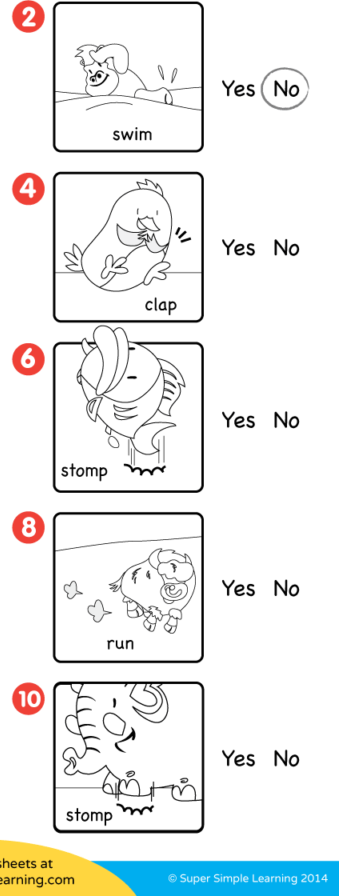 2
swim
Yes No
4
clap
Yes No
6
stomp
Yes No
8
run
Yes No
10
stomp
Yes No
sheets at
earning.com
© Super Simple Learning 2014